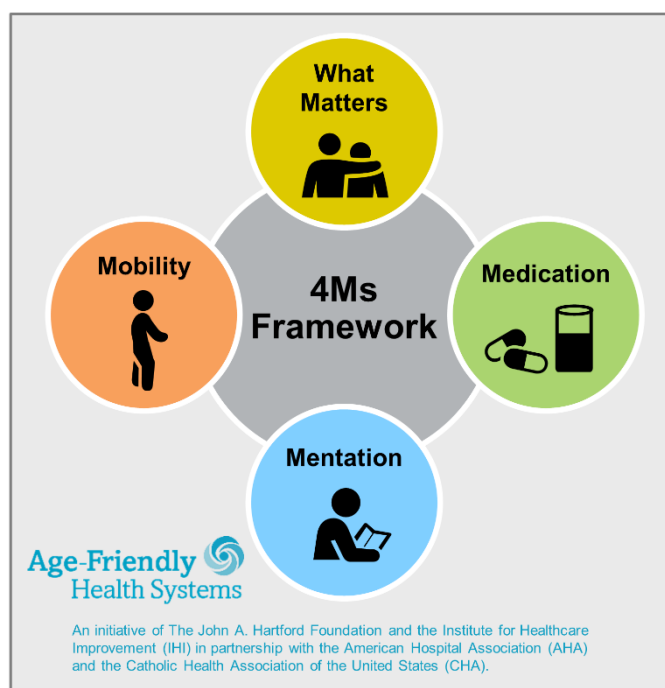 What
Matters
Mobility
4Ms
Framework
Medication
Mentation
Age-Friendly
Health Systems
An initiative of The John A. Hartford Foundation and the Institute for Healthcare
Improvement (IHI) in partnership with the American Hospital Association (AHA)
and the Catholic Health Association of the United States (CHA).